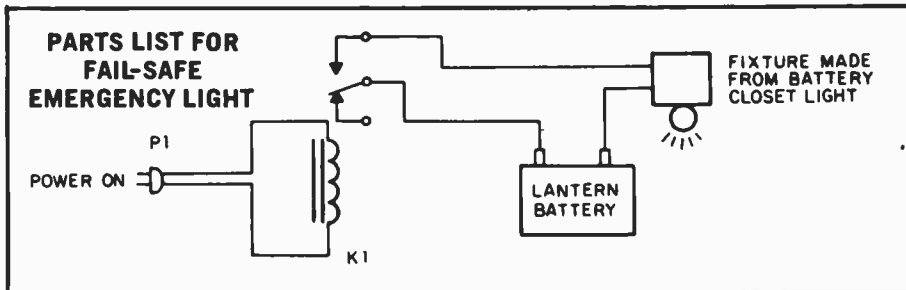 PARTS LIST FOR
FAIL-SAFE
EMERGENCY LIGHT
P1
POWER ON
K1
LANTERN
BATTERY
FIXTURE MADE
FROM BATTERY
CLOSET LIGHT